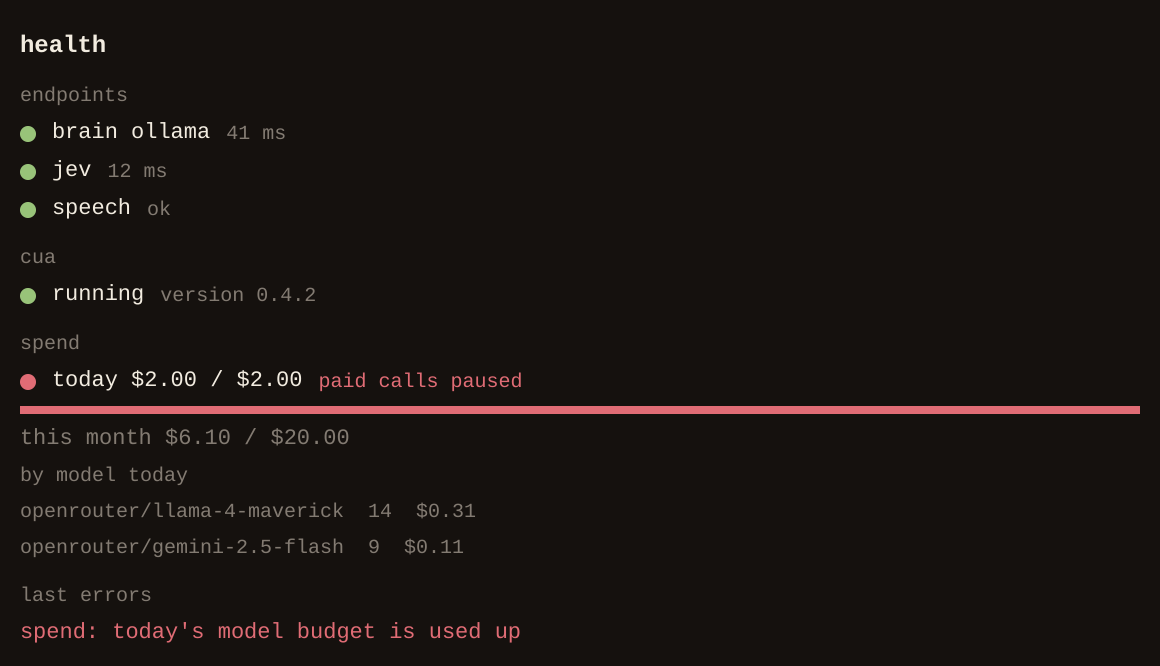 health
endpoints
brain ollama 41 ms
jev 12 ms
speech ok
cua
running version 0.4.2
spend
today $2.00 / $2.00 paid calls paused
this month $6.10 / $20.00
by model today
openrouter/llama-4-maverick 14 $0.31
openrouter/gemini-2.5-flash 9 $0.11
last errors
spend: today's model budget is used up